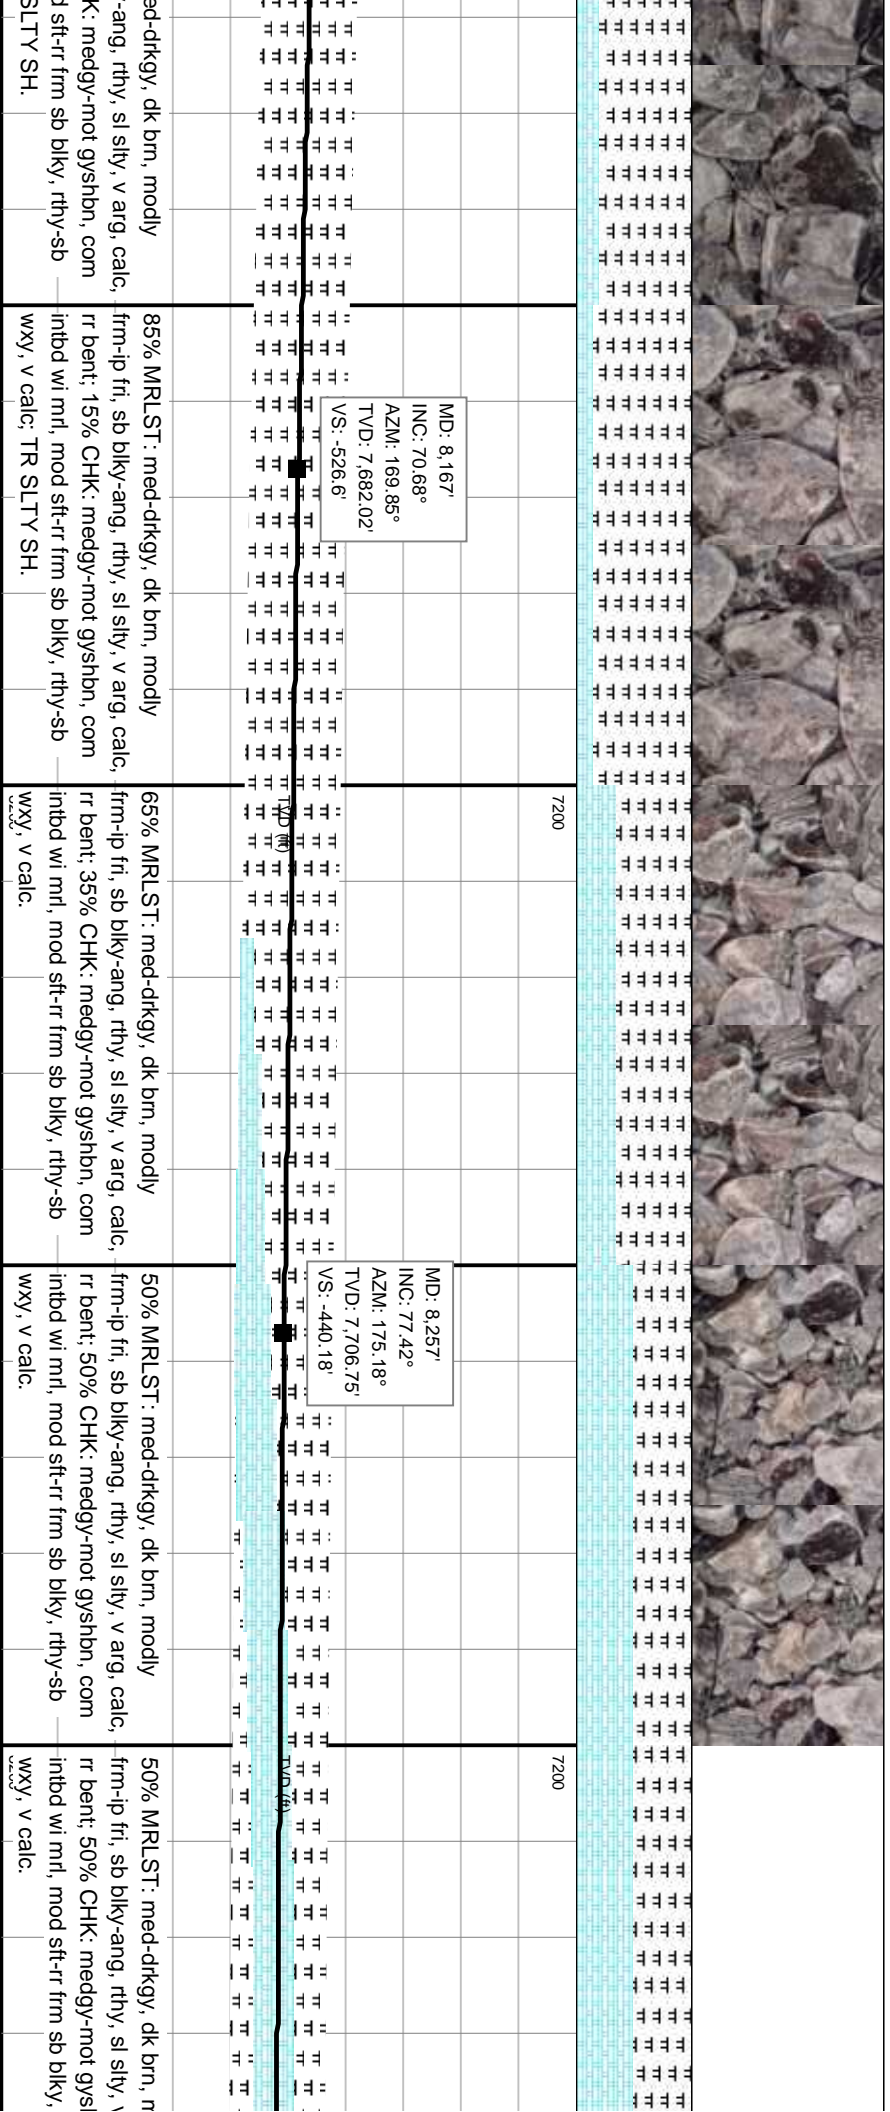 ed-drkgy, dk brn, modly
-ang, rthy, sl slty, v arg, calc,
K: medgy-mot gyshbn, com
d sft-rr frm sb blky, rthy-sb
SLTY SH.
85% MRLST: med-drkgy, dk brn, modly
frm-ip fri, sb blky-ang, rthy, sl slty, v arg, calc,
rr bent; 15% CHK: medgy-mot gyshbn, com
intbd wi mrl, mod sft-rr frm sb blky, rthy-sb
wxy, v calc; TR SLTY SH.
MD: 8,167'
INC: 70.68°
AZM: 169.85°
TVD: 7,682.02'
VS: -526.6'
7200
TVD (ft)
65% MRLST: med-drkgy, dk brn, modly
frm-ip fri, sb blky-ang, rthy, sl slty, v arg, calc,
rr bent; 35% CHK: medgy-mot gyshbn, com
intbd wi mrl, mod sft-rr frm sb blky, rthy-sb
wxy, v calc.
MD: 8,257'
INC: 77.42°
AZM: 175.18°
TVD: 7,706.75'
VS: -440.18'
50% MRLST: med-drkgy, dk brn, modly
frm-ip fri, sb blky-ang, rthy, sl slty, v arg, calc,
rr bent; 50% CHK: medgy-mot gyshbn, com
intbd wi mrl, mod sft-rr frm sb blky, rthy-sb
wxy, v calc.
7200
TVD (ft)
50% MRLST: med-drkgy, dk brn, m
frm-ip fri, sb blky-ang, rthy, sl slty, v
rr bent; 50% CHK: medgy-mot gys
intbd wi mrl, mod sft-rr frm sb blky,
wxy, v calc.